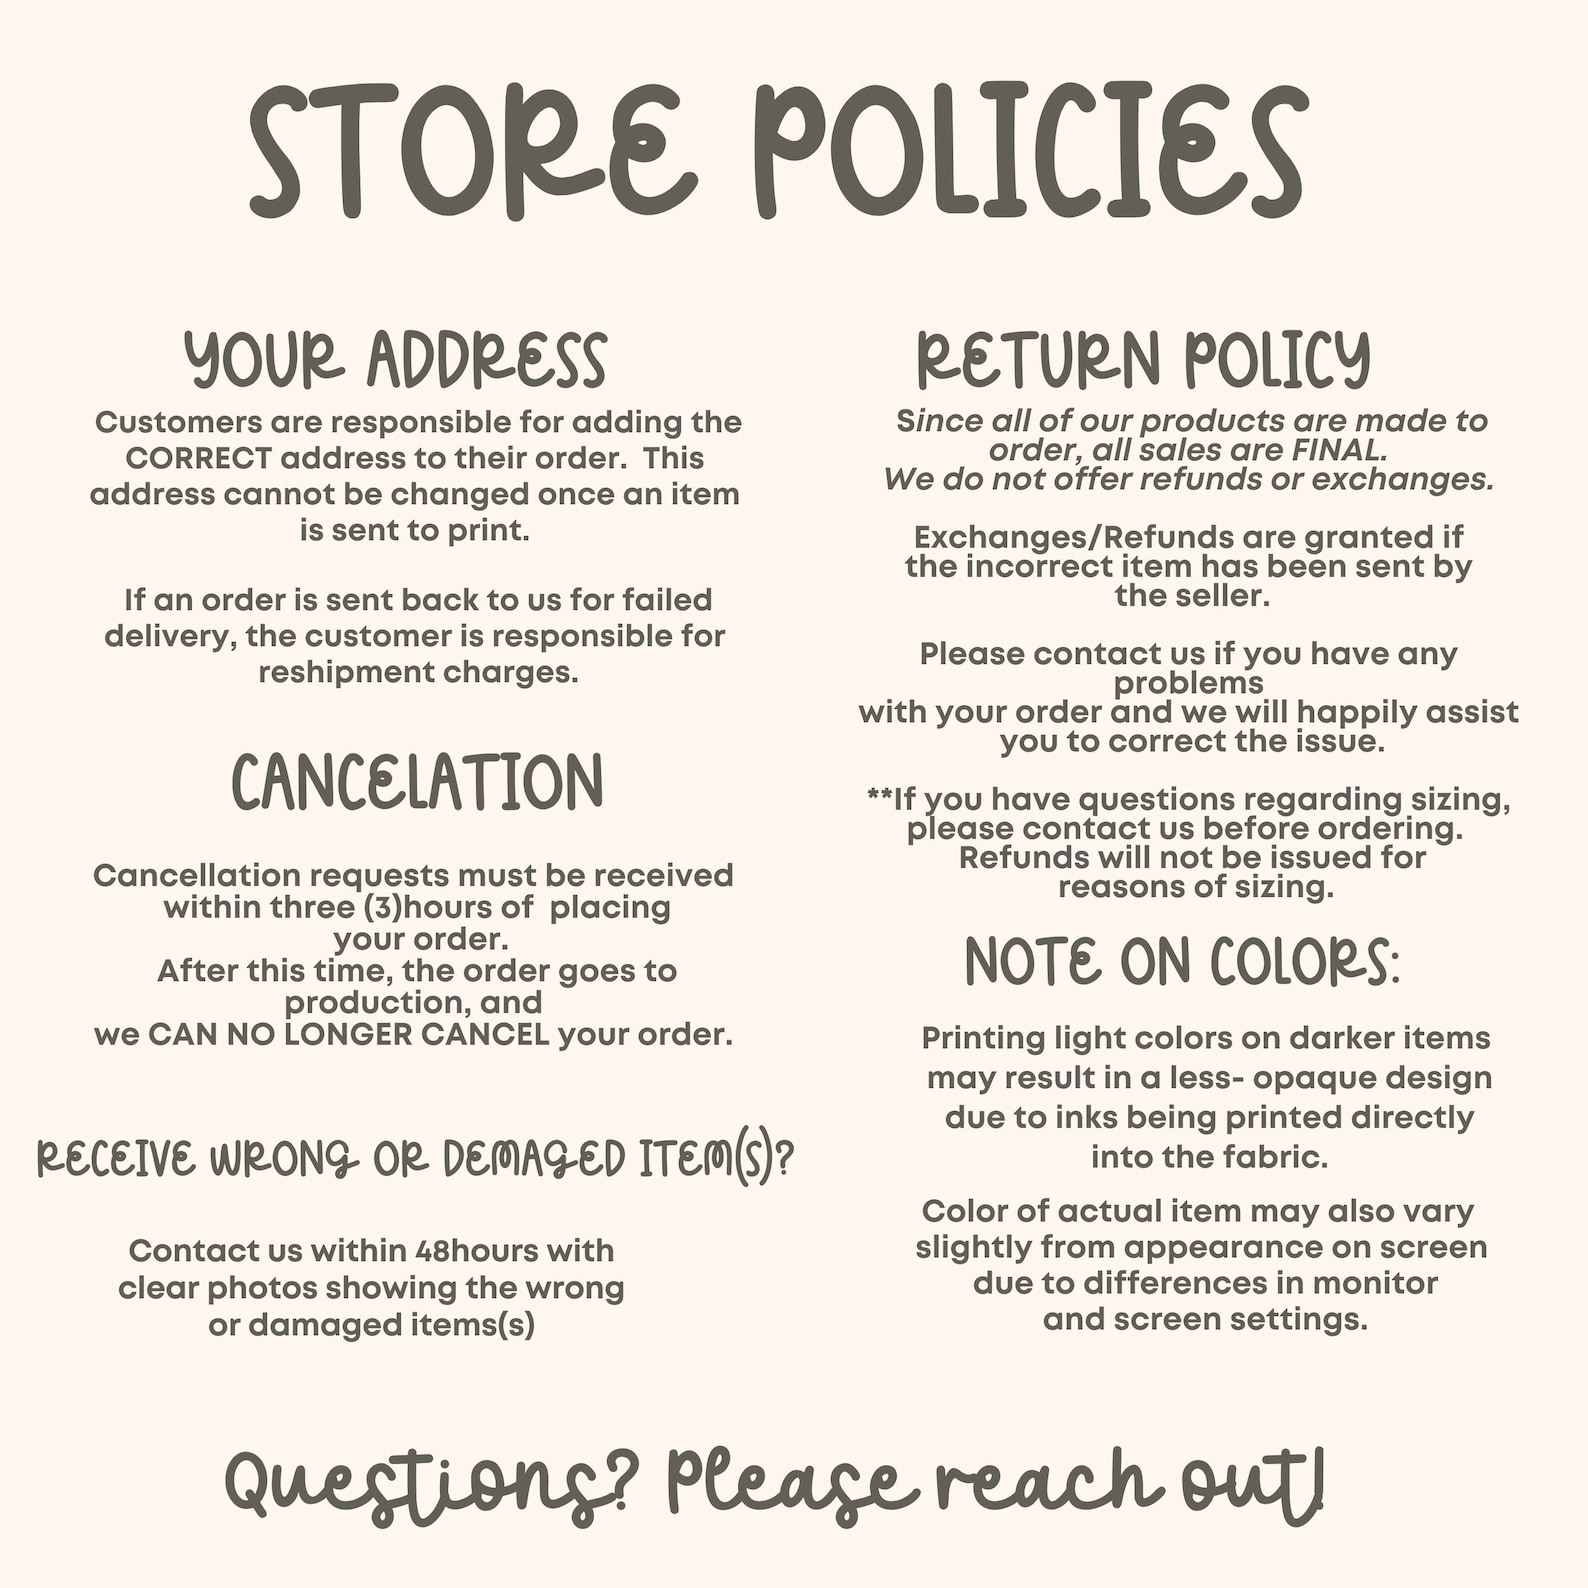 STORE POLICIES
YOUR ADDRESS
Customers are responsible for adding the
CORRECT address to their order.  This
address cannot be changed once an item
is sent to print.
If an order is sent back to us for failed
delivery, the customer is responsible for
reshipment charges.
CANCELATION
Cancellation requests must be received
within three (3)hours of  placing
your order.
After this time, the order goes to
production, and
we CAN NO LONGER CANCEL your order.
RECEIVE WRONG OR DEMAGED ITEM(S)?
Contact us within 48hours with
clear photos showing the wrong
or damaged items(s)
RETURN POLICY
Since all of our products are made to
order, all sales are FINAL.
We do not offer refunds or exchanges.
Exchanges/Refunds are granted if
the incorrect item has been sent by
the seller.
Please contact us if you have any
problems
with your order and we will happily assist
you to correct the issue.
**If you have questions regarding sizing,
please contact us before ordering.
Refunds will not be issued for
reasons of sizing.
NOTE ON COLORS:
Printing light colors on darker items
may result in a less- opaque design
due to inks being printed directly
into the fabric.
Color of actual item may also vary
slightly from appearance on screen
due to differences in monitor
and screen settings.
Questions? Please reach out!